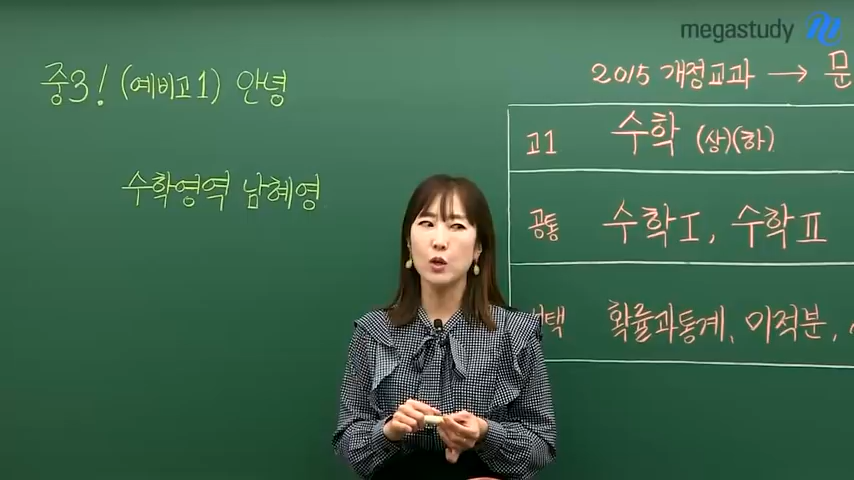 megastudy
중3! (예비고1) 안녕
수학영역 남혜영
2015 개정교과 → 문
고1 수학 (상)(하)
공통 수학Ⅰ, 수학Ⅱ
확률과통계, 미적분,